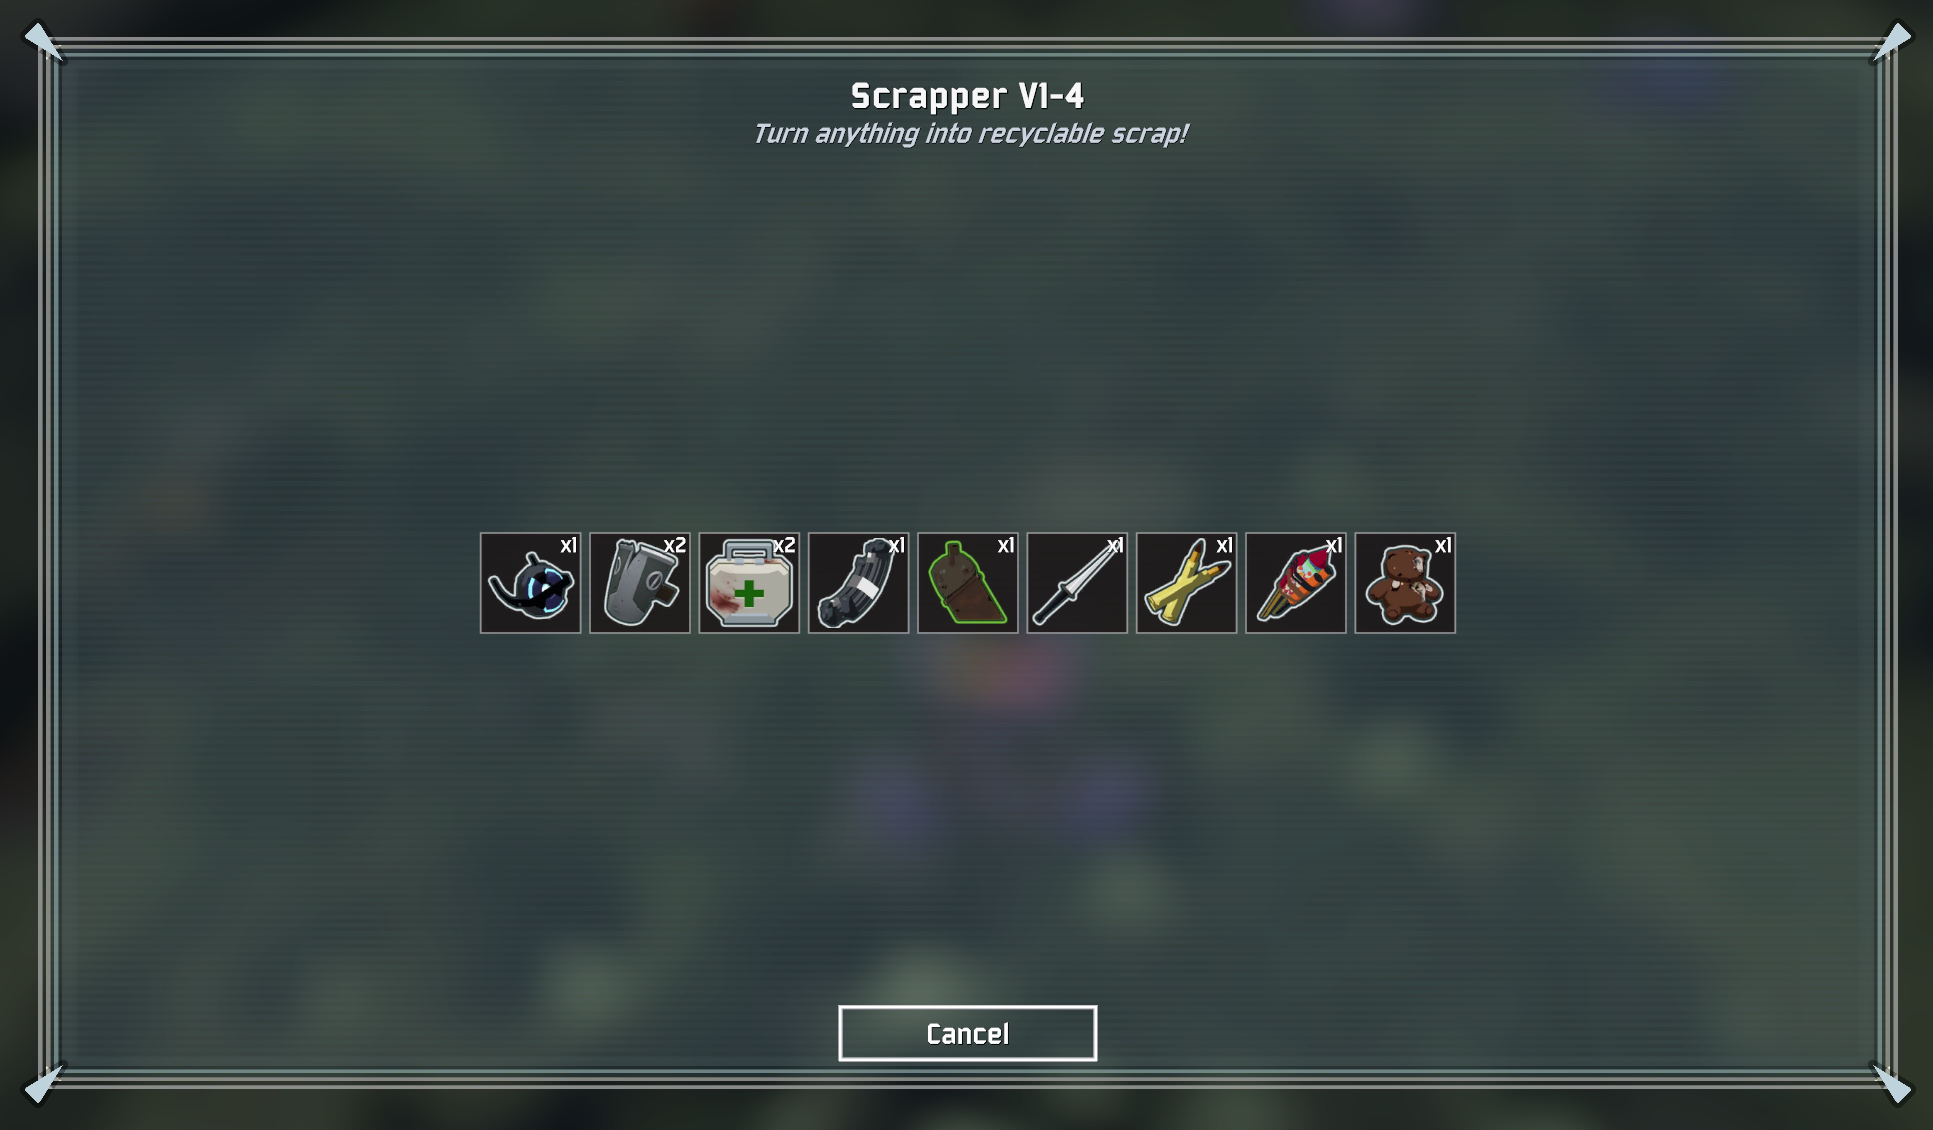 Scrapper V1-4
Turn anything into recyclable scrap!
x1 x2 x2 x1 x1 x1 x1 x1 x1
Cancel